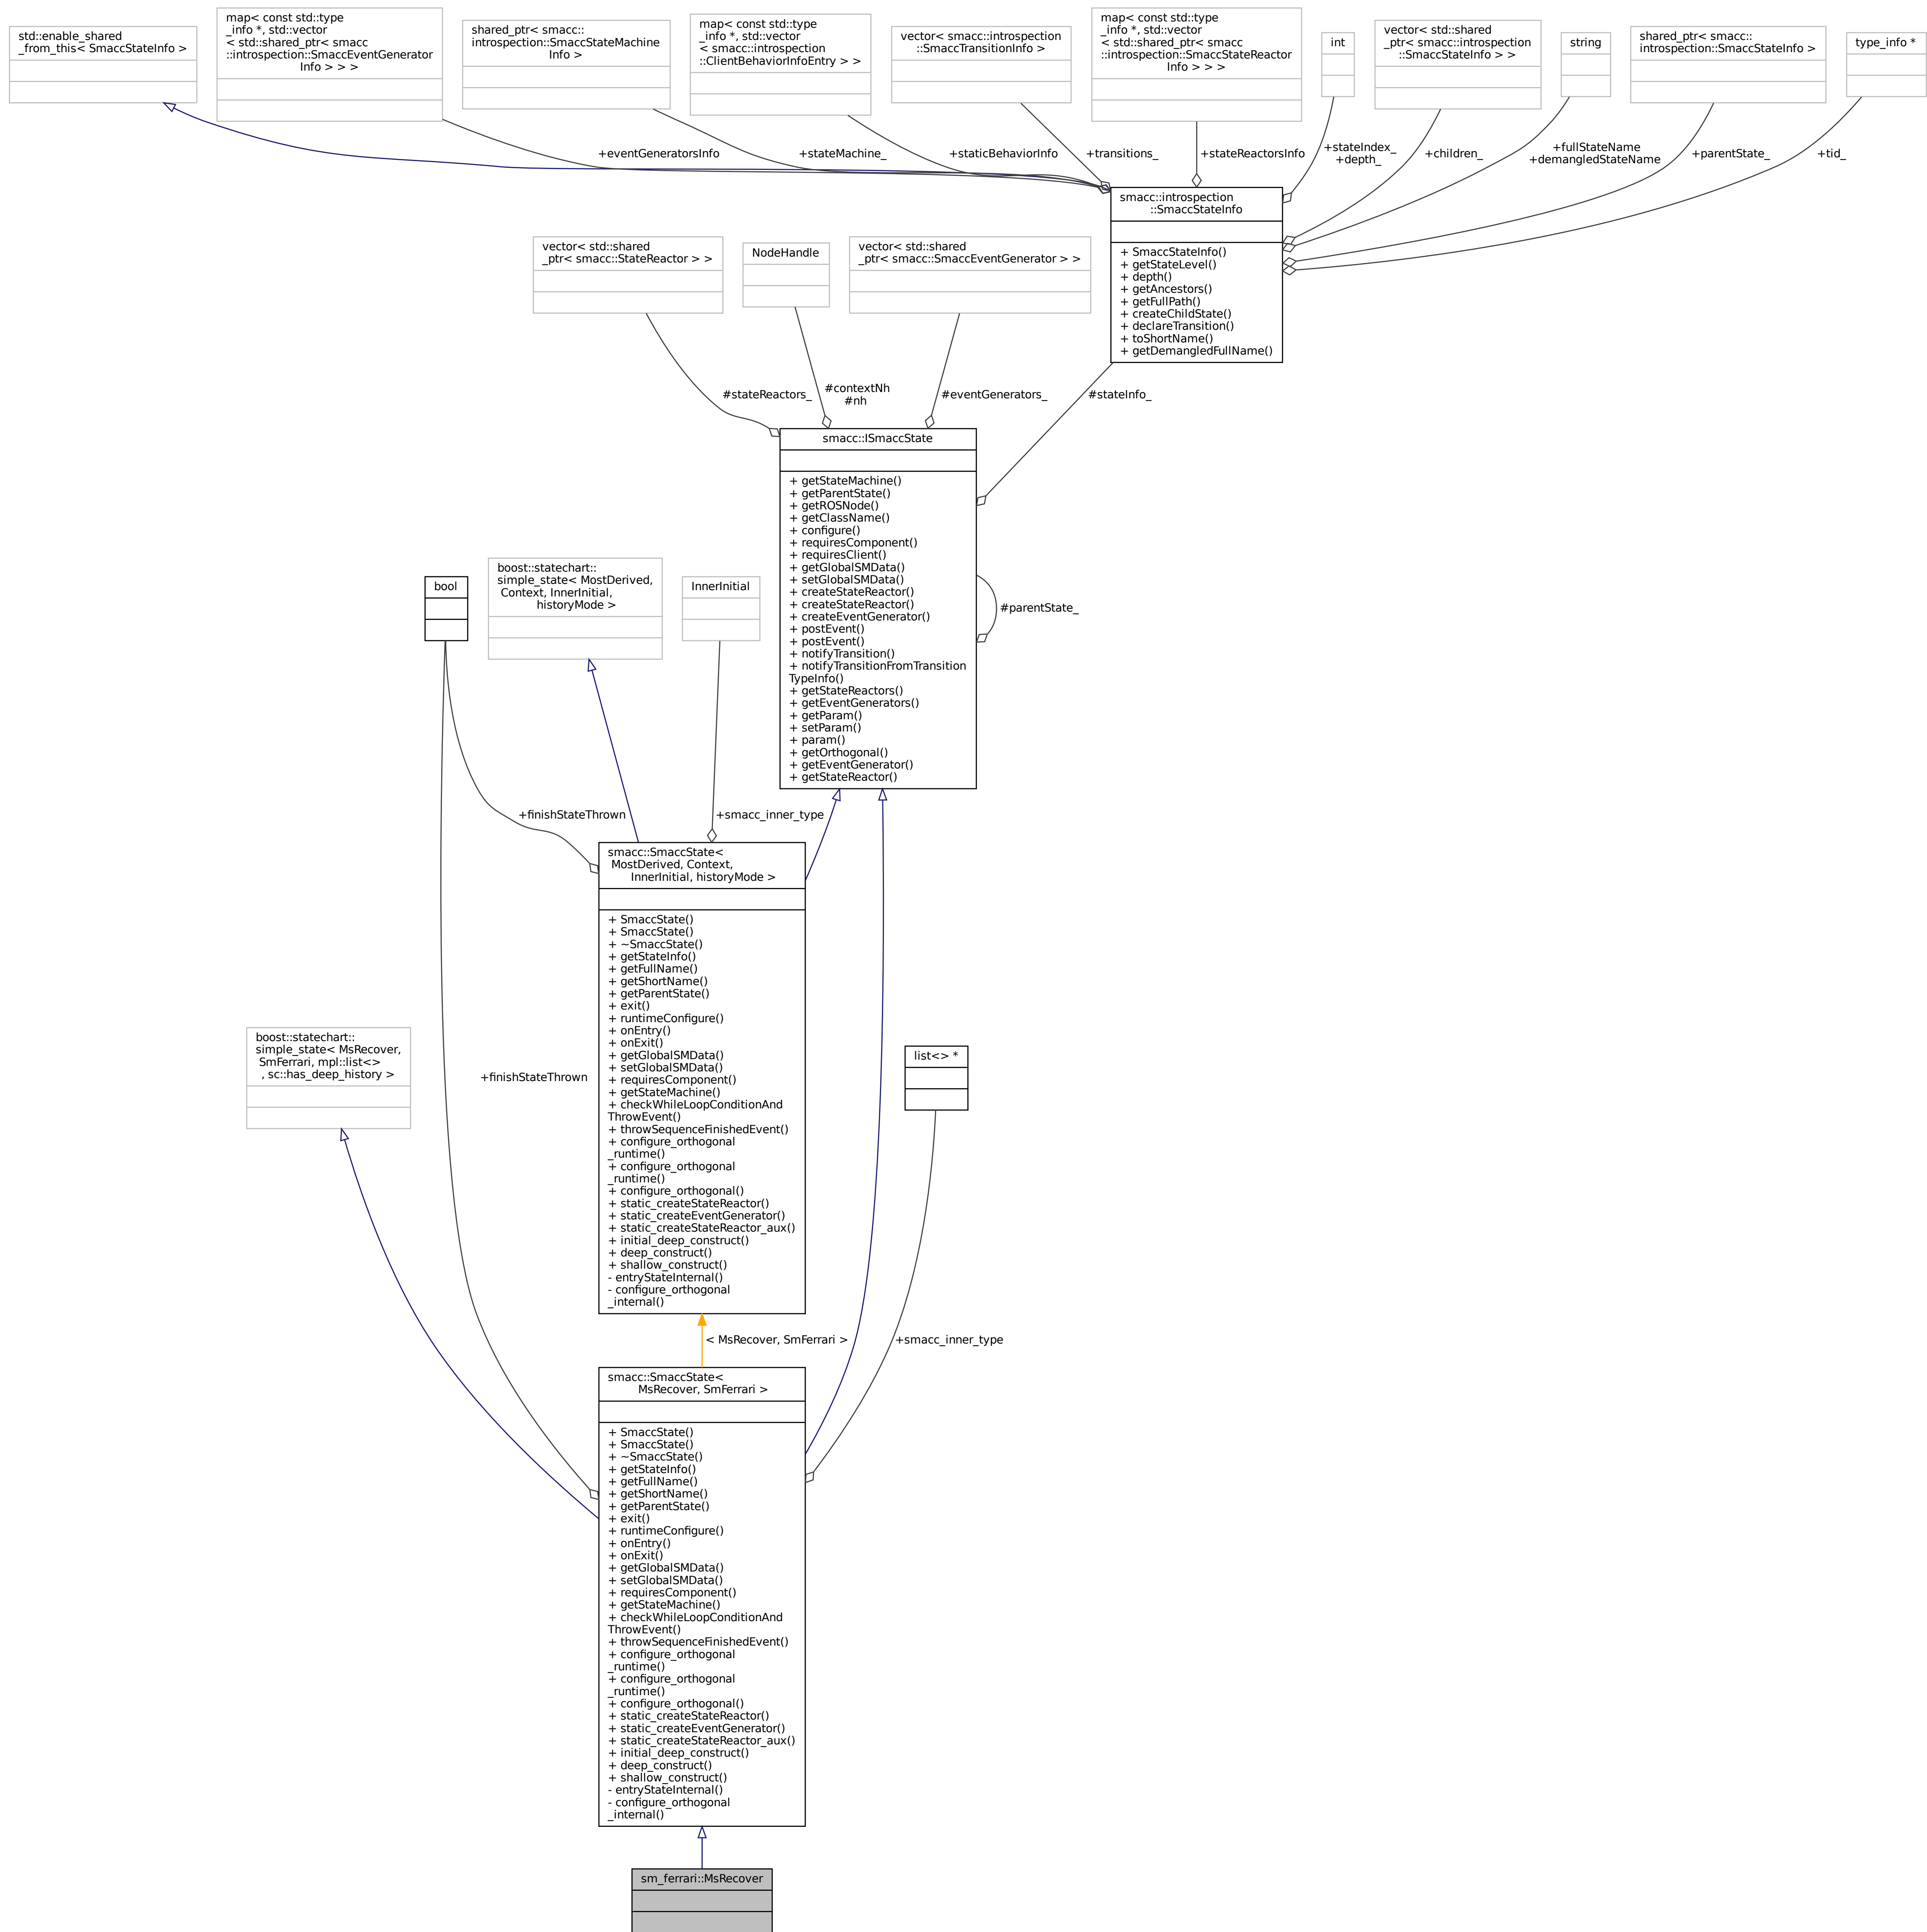 std::enable_shared
_from_this< SmaccStateInfo >
map< const std::type
_info *, std::vector
< std::shared_ptr< smacc
::introspection::SmaccEventGenerator
Info > > >
shared_ptr< smacc::
introspection::SmaccStateMachine
Info >
map< const std::type
_info *, std::vector
< smacc::introspection
::ClientBehaviorInfoEntry > >
vector< smacc::introspection
::SmaccTransitionInfo >
map< const std::type
_info *, std::vector
< std::shared_ptr< smacc
::introspection::SmaccStateReactor
Info > > >
int
vector< std::shared
_ptr< smacc::introspection
::SmaccStateInfo > >
string
shared_ptr< smacc::
introspection::SmaccStateInfo >
type_info *
+eventGeneratorsInfo
+stateMachine_
+staticBehaviorInfo
+transitions_
+stateReactorsInfo
+stateIndex_
+depth_
+children_
+fullStateName
+demangledStateName
+parentState_
+tid_
smacc::introspection
::SmaccStateInfo
+ SmaccStateInfo()
+ getStateLevel()
+ depth()
+ getAncestors()
+ getFullPath()
+ createChildState()
+ declareTransition()
+ toShortName()
+ getDemangledFullName()
vector< std::shared
_ptr< smacc::StateReactor > >
NodeHandle
vector< std::shared
_ptr< smacc::SmaccEventGenerator > >
#stateReactors_
#contextNh
#nh
#eventGenerators_
#stateInfo_
smacc::ISmaccState
+ getStateMachine()
+ getParentState()
+ getROSNode()
+ getClassName()
+ configure()
+ requiresComponent()
+ requiresClient()
+ getGlobalSMData()
+ setGlobalSMData()
+ createStateReactor()
+ createStateReactor()
+ createEventGenerator()
+ postEvent()
+ postEvent()
+ notifyTransition()
+ notifyTransitionFromTransition
TypeInfo()
+ getStateReactors()
+ getEventGenerators()
+ getParam()
+ setParam()
+ param()
+ getOrthogonal()
+ getEventGenerator()
+ getStateReactor()
#parentState_
bool
boost::statechart::
simple_state< MostDerived,
Context, InnerInitial,
historyMode >
InnerInitial
+finishStateThrown
+smacc_inner_type
smacc::SmaccState<
MostDerived, Context,
InnerInitial, historyMode >
+ SmaccState()
+ SmaccState()
+ ~SmaccState()
+ getStateInfo()
+ getFullName()
+ getShortName()
+ getParentState()
+ exit()
+ runtimeConfigure()
+ onEntry()
+ onExit()
+ getGlobalSMData()
+ setGlobalSMData()
+ requiresComponent()
+ getStateMachine()
+ checkWhileLoopConditionAnd
ThrowEvent()
+ throwSequenceFinishedEvent()
+ configure_orthogonal
_runtime()
+ configure_orthogonal
_runtime()
+ configure_orthogonal()
+ static_createStateReactor()
+ static_createEventGenerator()
+ static_createStateReactor_aux()
+ initial_deep_construct()
+ deep_construct()
+ shallow_construct()
- entryStateInternal()
- configure_orthogonal
_internal()
boost::statechart::
simple_state< MsRecover,
SmFerrari, mpl::list<>
, sc::has_deep_history >
+finishStateThrown
list<> *
< MsRecover, SmFerrari >
+smacc_inner_type
smacc::SmaccState<
MsRecover, SmFerrari >
+ SmaccState()
+ SmaccState()
+ ~SmaccState()
+ getStateInfo()
+ getFullName()
+ getShortName()
+ getParentState()
+ exit()
+ runtimeConfigure()
+ onEntry()
+ onExit()
+ getGlobalSMData()
+ setGlobalSMData()
+ requiresComponent()
+ getStateMachine()
+ checkWhileLoopConditionAnd
ThrowEvent()
+ throwSequenceFinishedEvent()
+ configure_orthogonal
_runtime()
+ configure_orthogonal
_runtime()
+ configure_orthogonal()
+ static_createStateReactor()
+ static_createEventGenerator()
+ static_createStateReactor_aux()
+ initial_deep_construct()
+ deep_construct()
+ shallow_construct()
- entryStateInternal()
- configure_orthogonal
_internal()
sm_ferrari::MsRecover